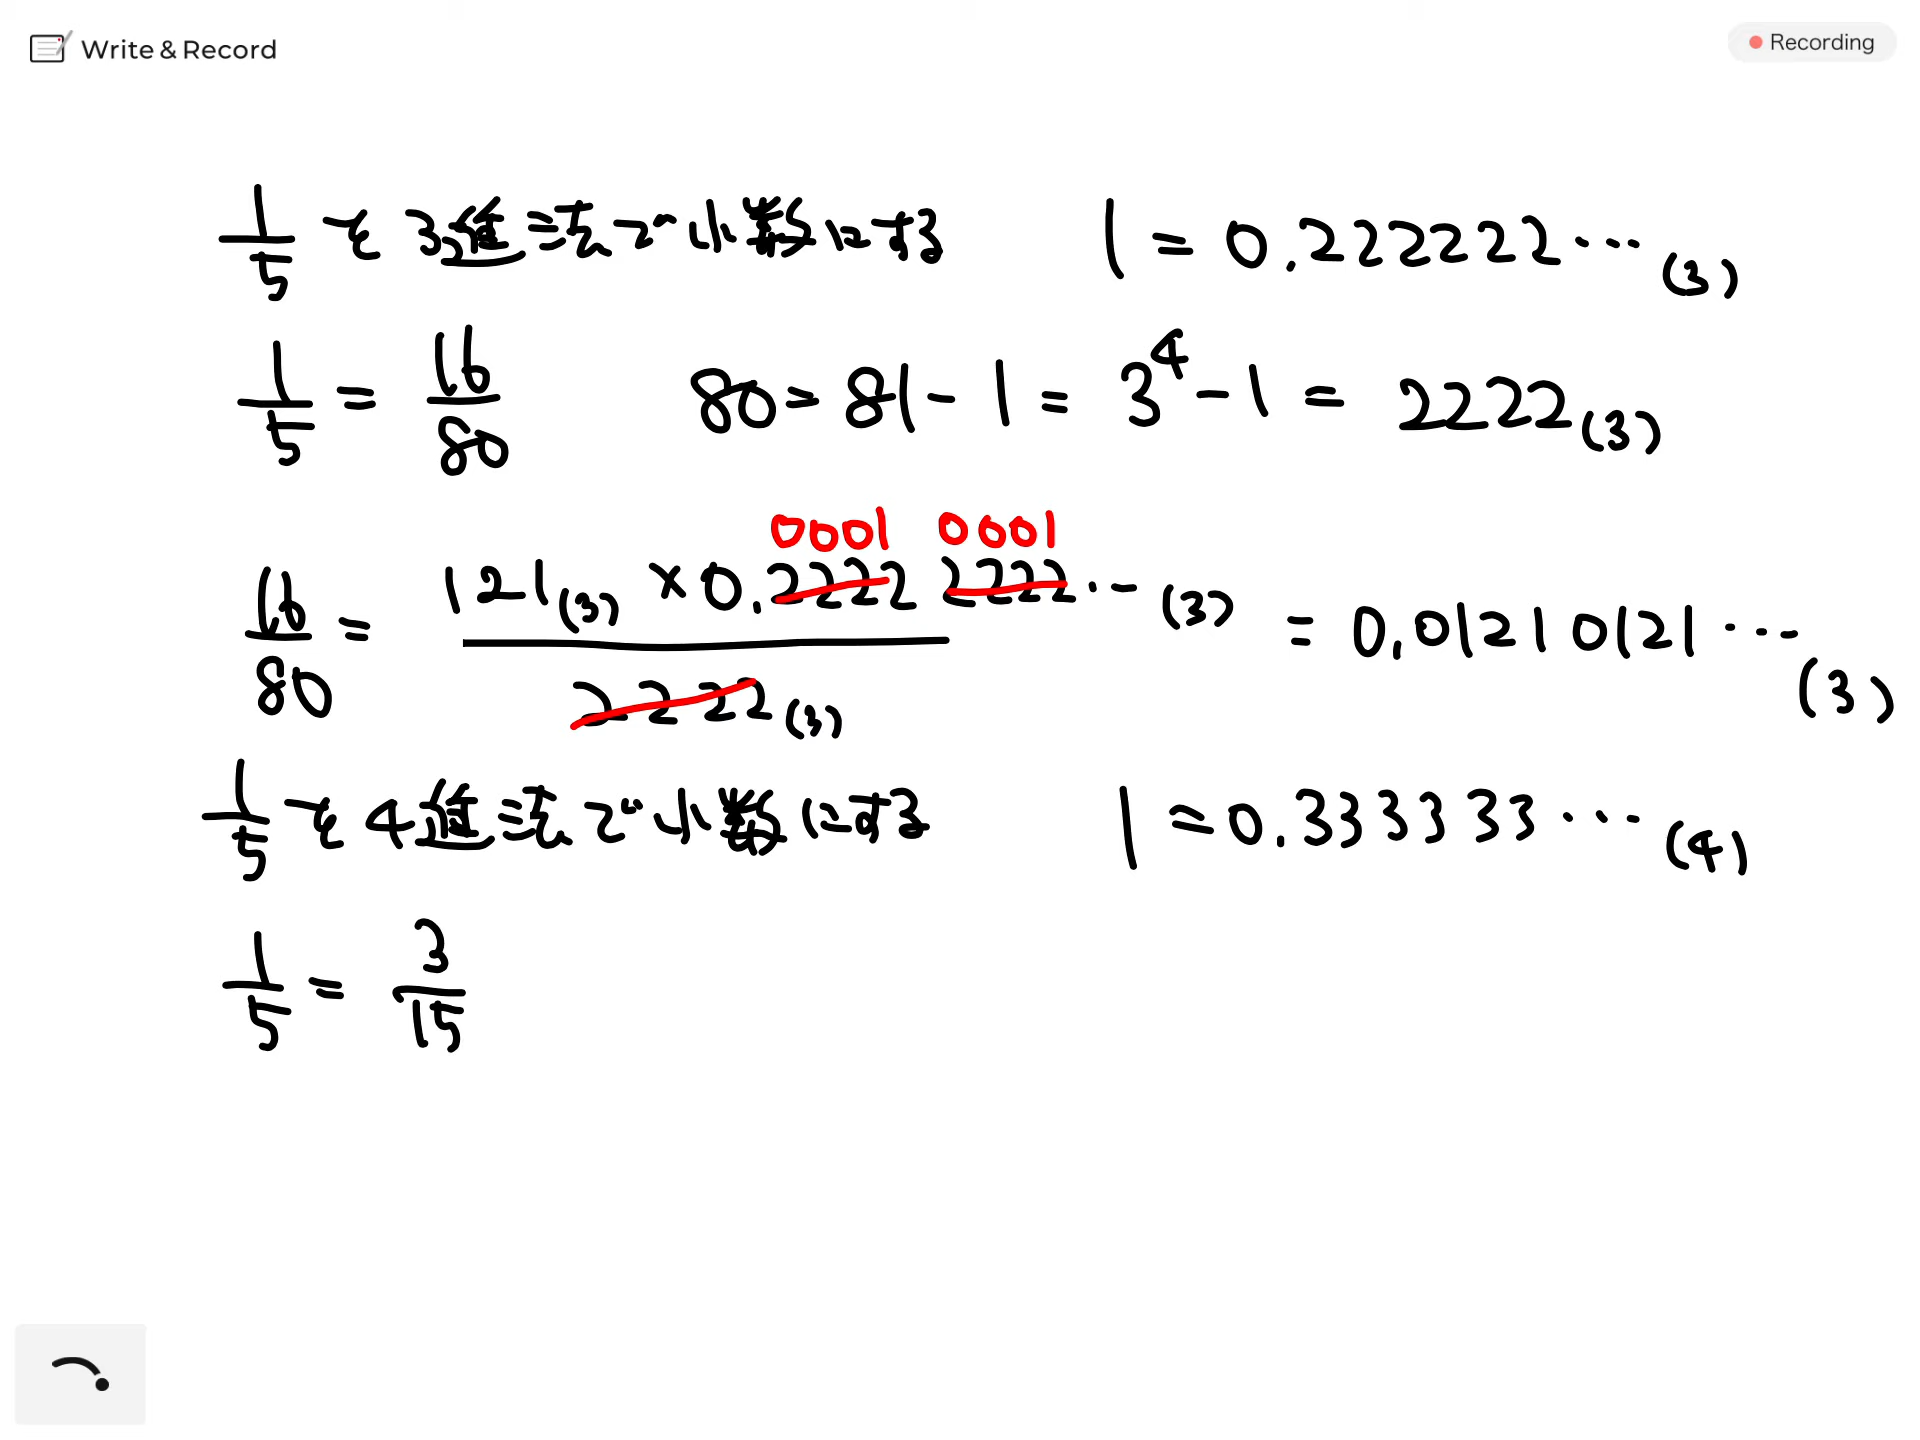 Write & Record
Recording
1/5 を 3進法で小数にする 1 = 0.222222…(3)
1/5 = 16/80 80 = 81 - 1 = 3^4 - 1 = 2222(3)
0001 0001
16/80 = 121(3) × 0.2222 2222…(3) / 2222(3) = 0.01210121…(3)
1/5 を 4進法で小数にする 1 = 0.333333…(4)
1/5 = 3/15